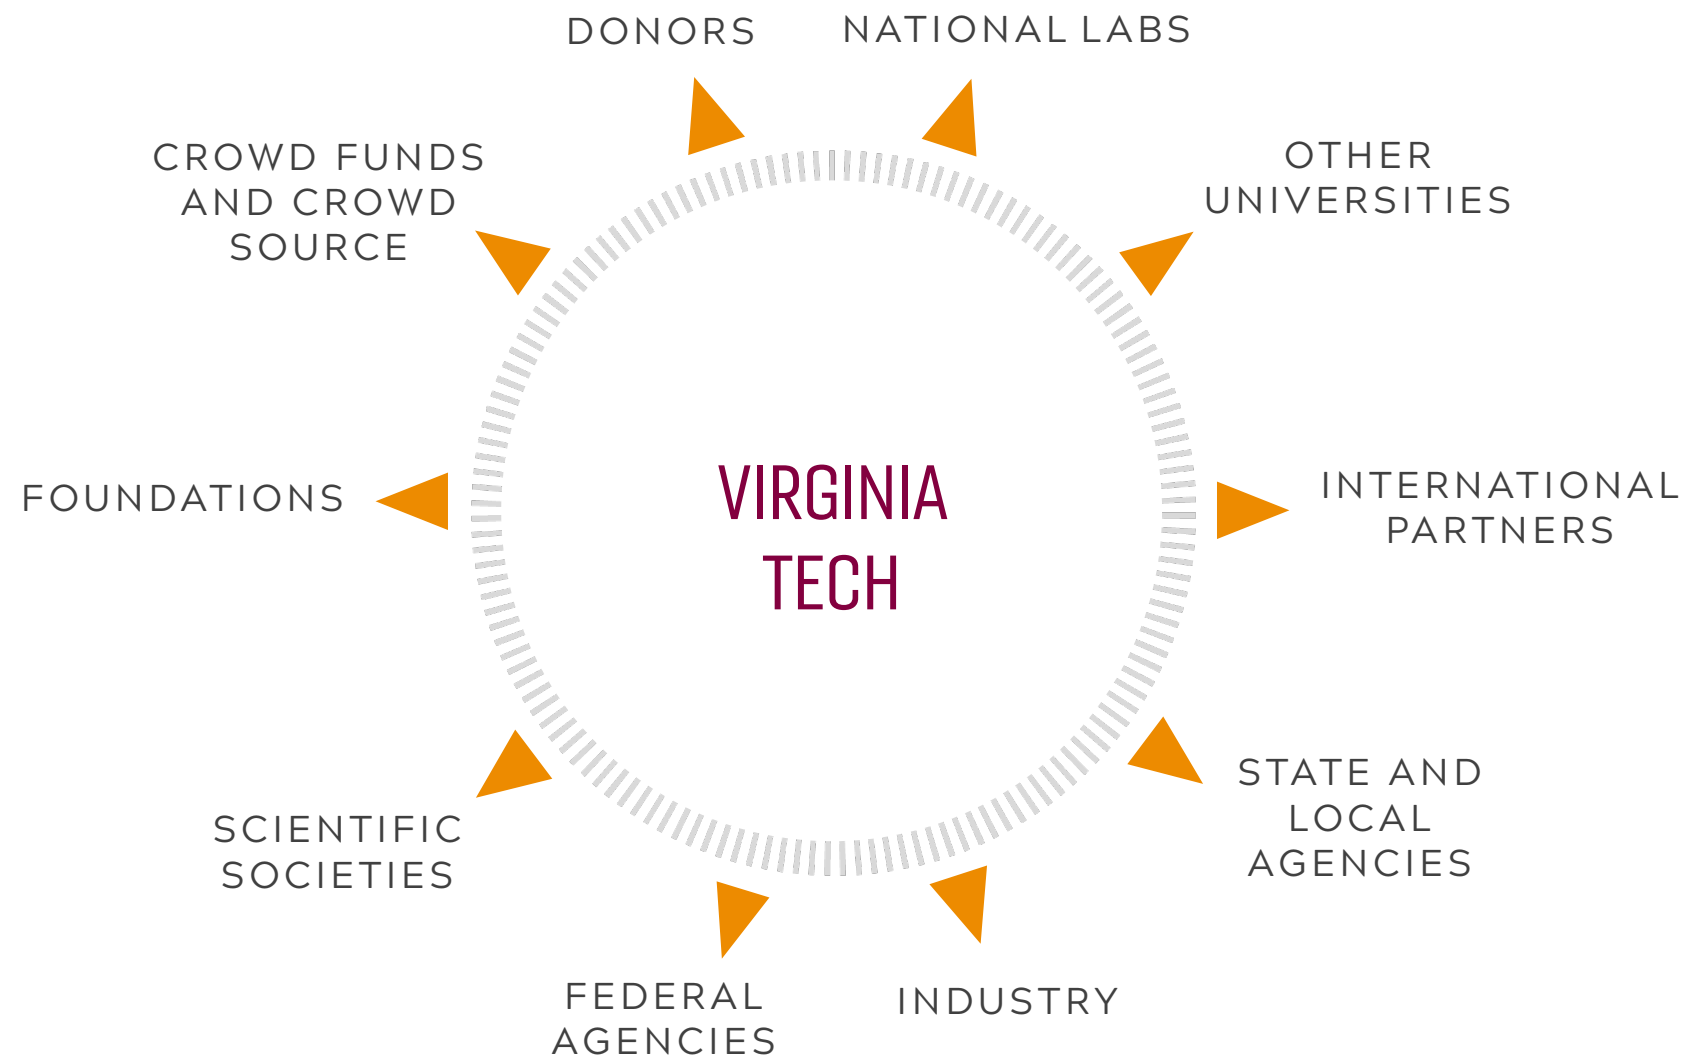 DONORS
NATIONAL LABS
CROWD FUNDS
AND CROWD
SOURCE
OTHER
UNIVERSITIES
FOUNDATIONS
VIRGINIA
TECH
INTERNATIONAL
PARTNERS
SCIENTIFIC
SOCIETIES
STATE AND
LOCAL
AGENCIES
FEDERAL
AGENCIES
INDUSTRY